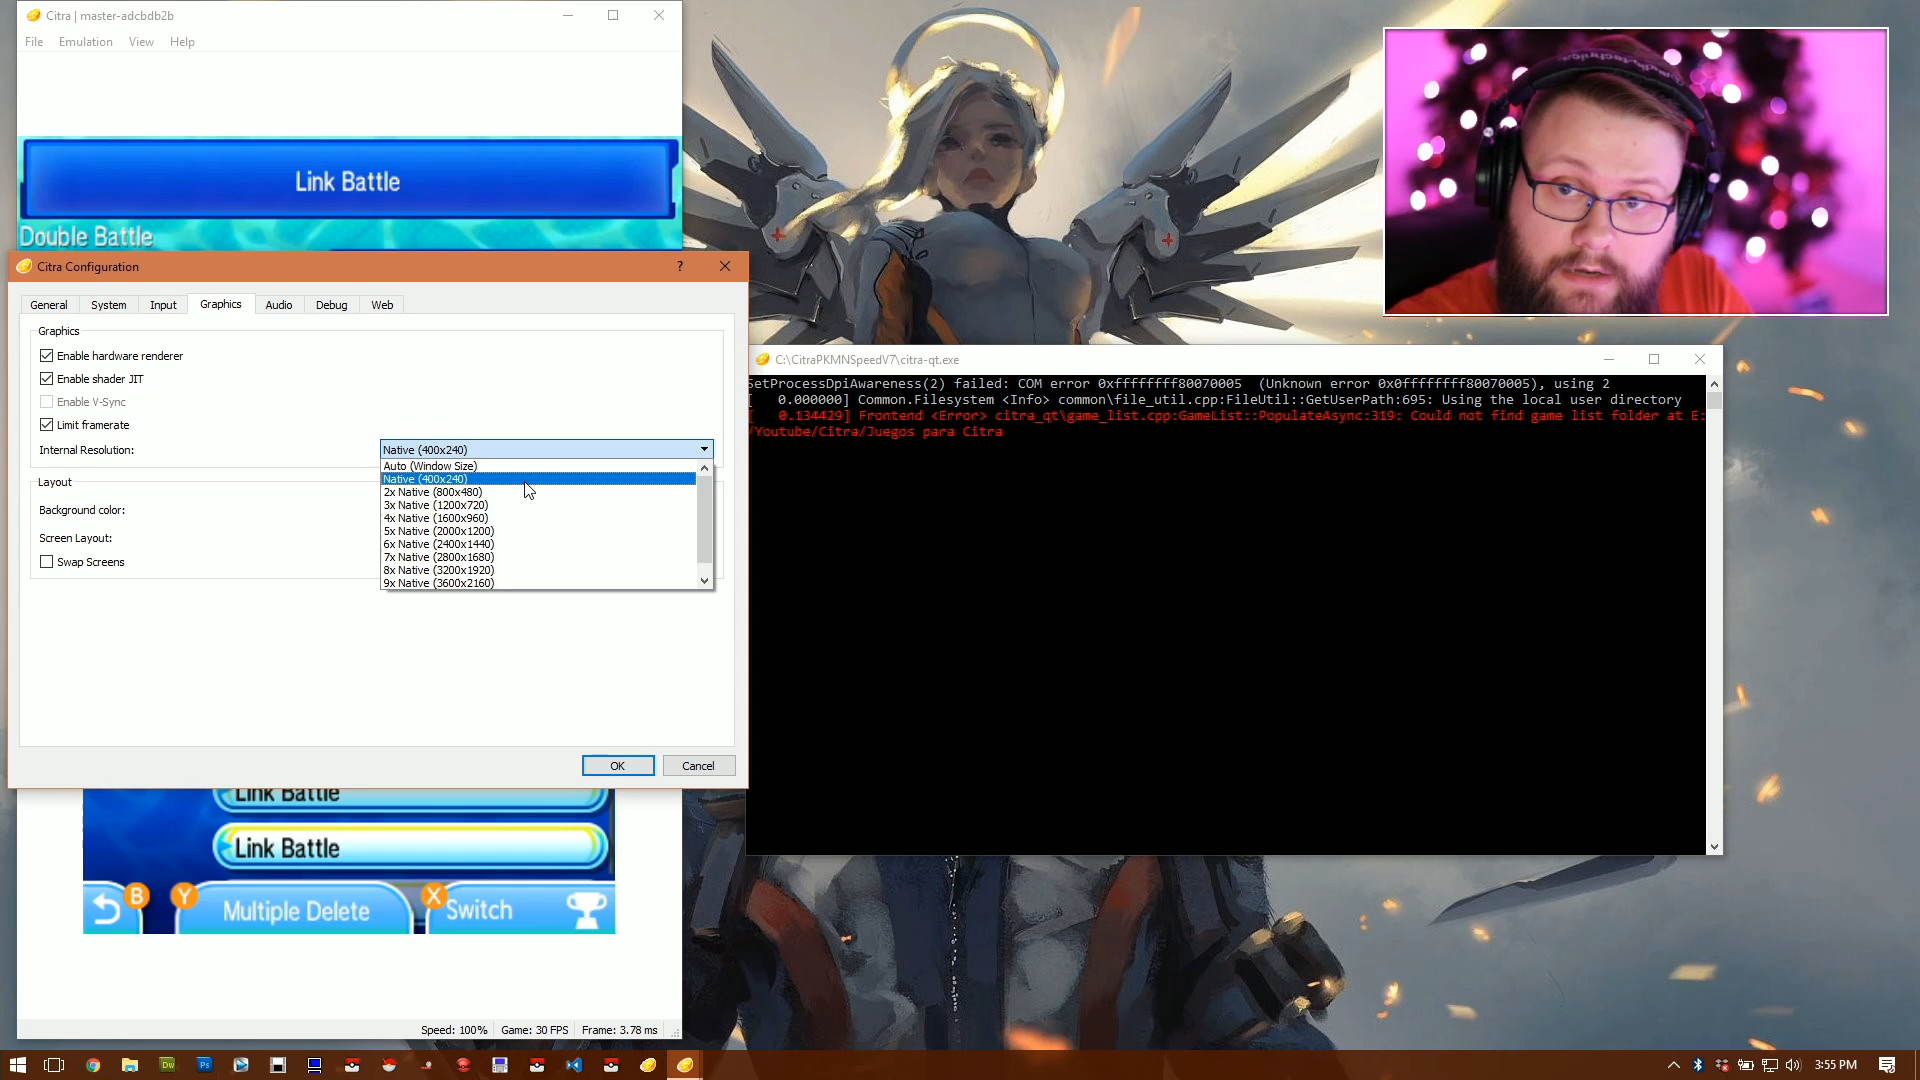 Citra | master-adcbdb2b
File Emulation View Help
Link Battle
Double Battle
Citra Configuration
?
General System Input Graphics Audio Debug Web
Graphics
Enable hardware renderer
Enable shader JIT
Enable V-Sync
Limit framerate
Internal Resolution:
Native (400x240)
Auto (Window Size)
Native (400x240)
2x Native (800x480)
3x Native (1200x720)
4x Native (1600x960)
5x Native (2000x1200)
6x Native (2400x1440)
7x Native (2800x1680)
8x Native (3200x1920)
9x Native (3600x2160)
Layout
Background color:
Screen Layout:
Swap Screens
OK Cancel
Link Battle
Link Battle
B Y Multiple Delete X Switch
Speed: 100% Game: 30 FPS Frame: 3.78 ms
C:\CitraPKMNSpeedV7\citra-qt.exe
SetProcessDpiAwareness(2) failed: COM error 0xffffffff80070005 (Unknown error 0x0ffffffff80070005), using 2
[ 0.000000] Common.Filesystem <Info> common\file_util.cpp:FileUtil::GetUserPath:695: Using the local user directory
[ 0.134429] Frontend <Error> citra_qt\game_list.cpp:GameList::PopulateAsync:319: Could not find game list folder at E:
/Youtube/Citra/Juegos para Citra
Dw Ps
3:55 PM